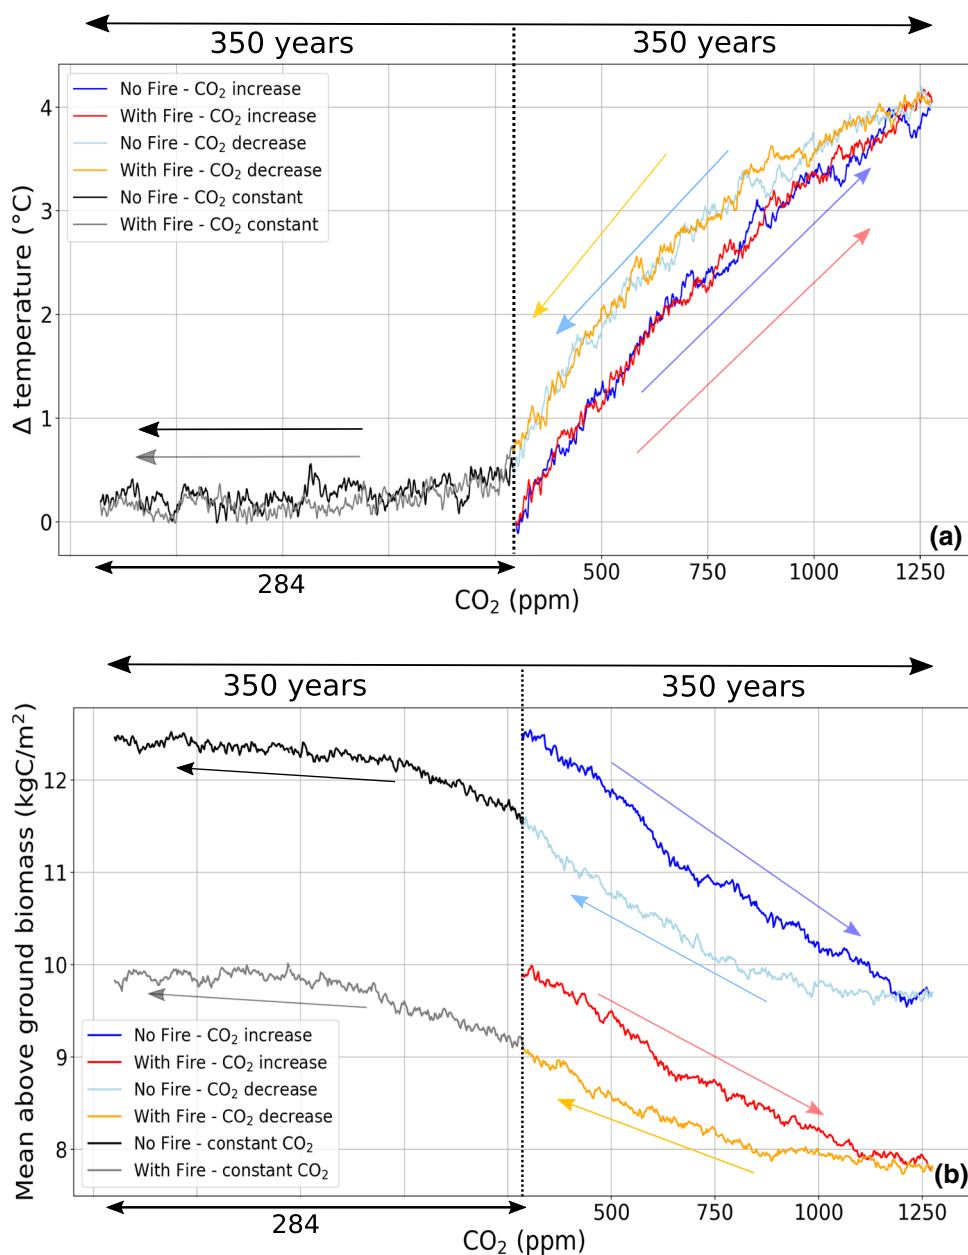 350 years 350 years
No Fire - CO₂ increase
With Fire - CO₂ increase
No Fire - CO₂ decrease
With Fire - CO₂ decrease
No Fire - CO₂ constant
With Fire - CO₂ constant
4
3
2
1
0
Δ temperature (°C)
(a)
284
500 750 1000 1250
CO₂ (ppm)
350 years 350 years
12
11
10
9
8
Mean above ground biomass (kgC/m²)
No Fire - CO₂ increase
With Fire - CO₂ increase
No Fire - CO₂ decrease
With Fire - CO₂ decrease
No Fire - constant CO₂
With Fire - constant CO₂
(b)
284
500 750 1000 1250
CO₂ (ppm)